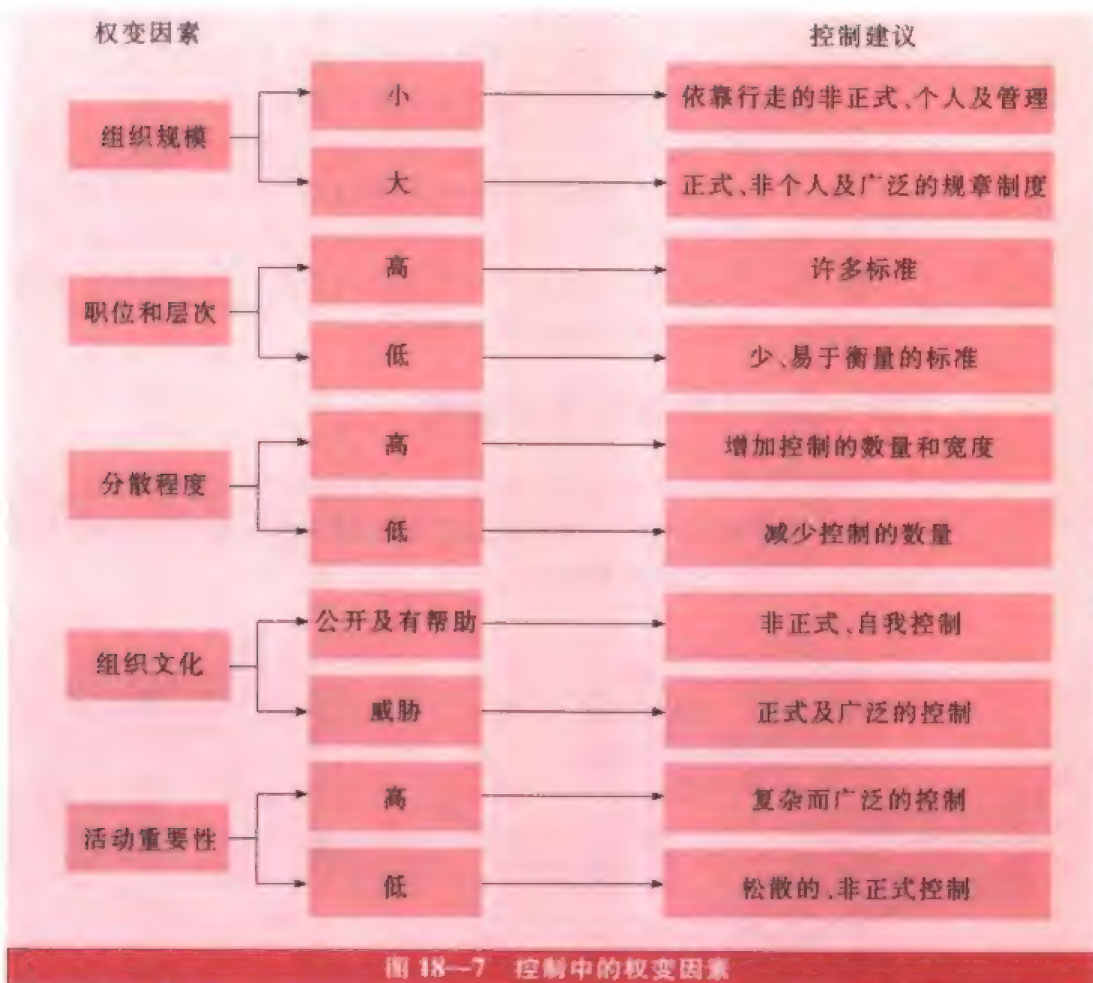 权变因素 控制建议
组织规模
小 依靠行走的非正式、个人及管理
大 正式、非个人及广泛的规章制度
职位和层次
高 许多标准
低 少、易于衡量的标准
分散程度
高 增加控制的数量和宽度
低 减少控制的数量
组织文化
公开及有帮助 非正式、自我控制
威胁 正式及广泛的控制
活动重要性
高 复杂而广泛的控制
低 松散的、非正式控制
图 18—7 控制中的权变因素